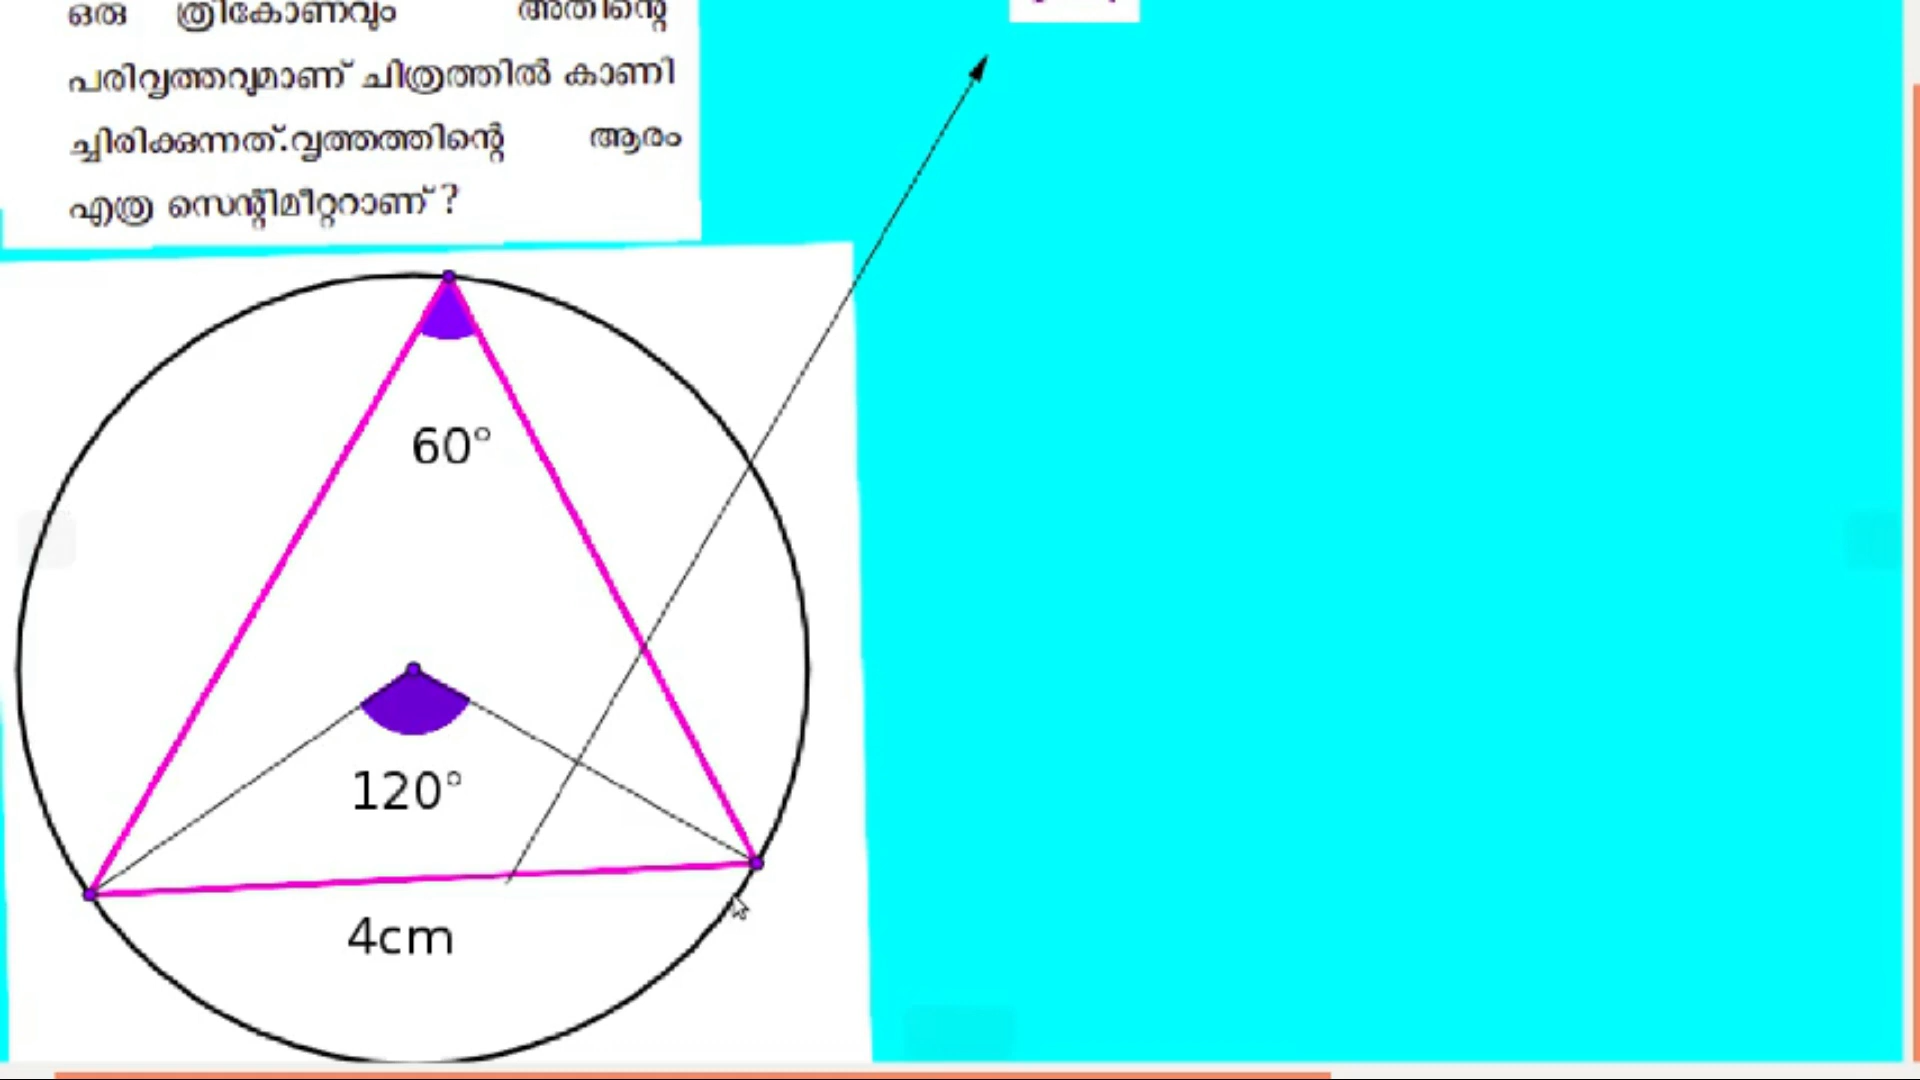 ഒരു ത്രികോണവും അതിന്റെ
പരിവൃത്തവുമാണ് ചിത്രത്തിൽ കാണി
ച്ചിരിക്കുന്നത്.വൃത്തത്തിന്റെ ആരം
എത്ര സെന്റിമീറ്ററാണ് ?
60°
120°
4cm